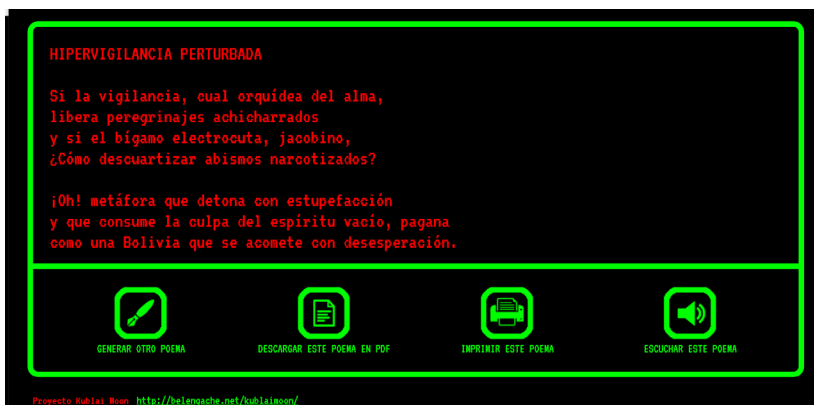 HIPERVIGILANCIA PERTURBADA
Si la vigilancia, cual orquídea del alma,
libera peregrinajes achicharrados
y si el bígamo electrocuta, jacobino,
¿Cómo descuartizar abismos narcotizados?
¡Oh! metáfora que detona con estupefacción
y que consume la culpa del espíritu vacío, pagana
como una Bolivia que se acomete con desesperación.
GENERAR OTRO POEMA
DESCARGAR ESTE POEMA EN PDF
IMPRIMIR ESTE POEMA
ESCUCHAR ESTE POEMA
Proyecto Kublai Moon http://belengache.net/kublaimoon/